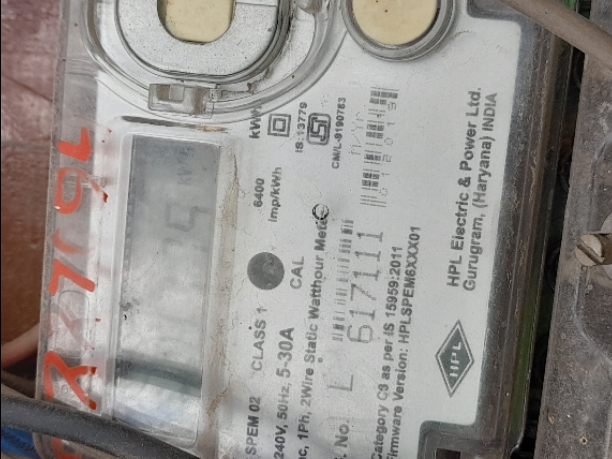 KWH
SPEM 02 CLASS 1 6400 Imp/kWh
240V, 50Hz, 5-30A CAL IS:13779
1Ph, 2Wire Static Watthour Meter CM/L-9190763
No. L 617111
Category C3 as per IS 15959:2011
Firmware Version: HPLSPEM6XXX01
HPL
HPL Electric & Power Ltd.
Gurugram, (Haryana) INDIA